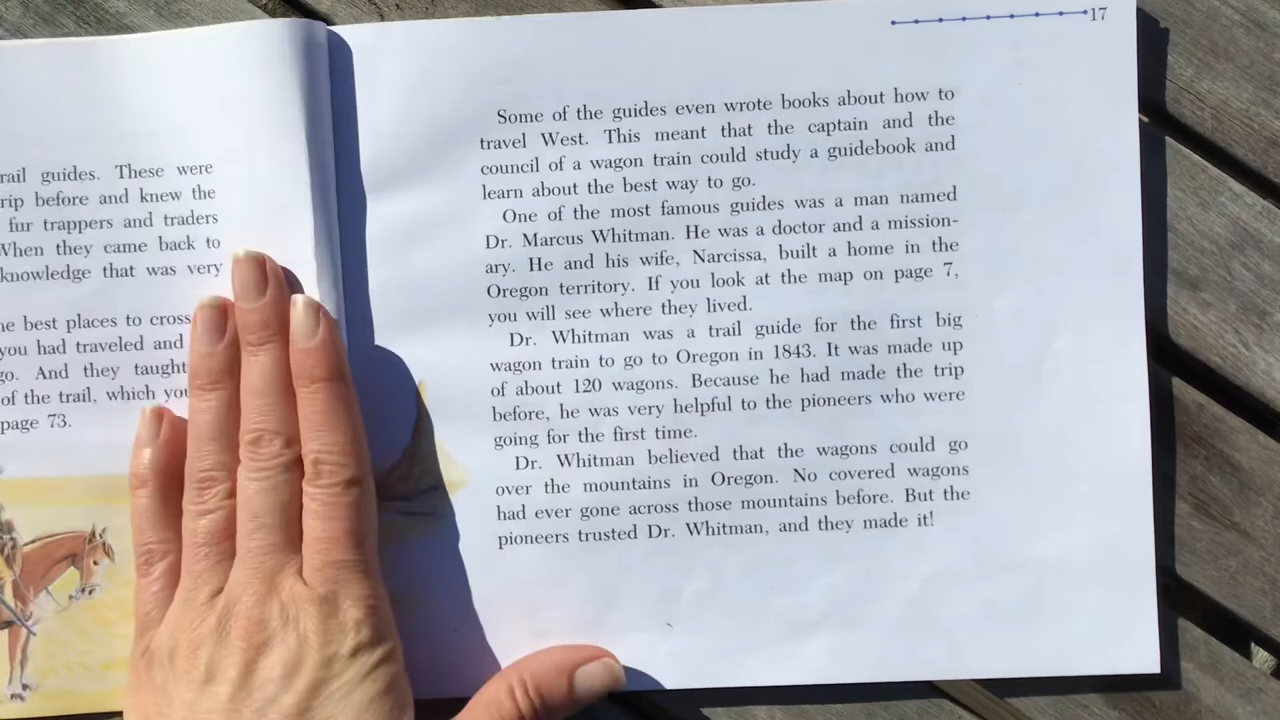 rail guides. These were
rip before and knew the
fur trappers and traders
When they came back to
knowledge that was very
he best places to cross
you had traveled and
go. And they taught
of the trail, which you
page 73.
17
Some of the guides even wrote books about how to
travel West. This meant that the captain and the
council of a wagon train could study a guidebook and
learn about the best way to go.
One of the most famous guides was a man named
Dr. Marcus Whitman. He was a doctor and a mission-
ary. He and his wife, Narcissa, built a home in the
Oregon territory. If you look at the map on page 7,
you will see where they lived.
Dr. Whitman was a trail guide for the first big
wagon train to go to Oregon in 1843. It was made up
of about 120 wagons. Because he had made the trip
before, he was very helpful to the pioneers who were
going for the first time.
Dr. Whitman believed that the wagons could go
over the mountains in Oregon. No covered wagons
had ever gone across those mountains before. But the
pioneers trusted Dr. Whitman, and they made it!